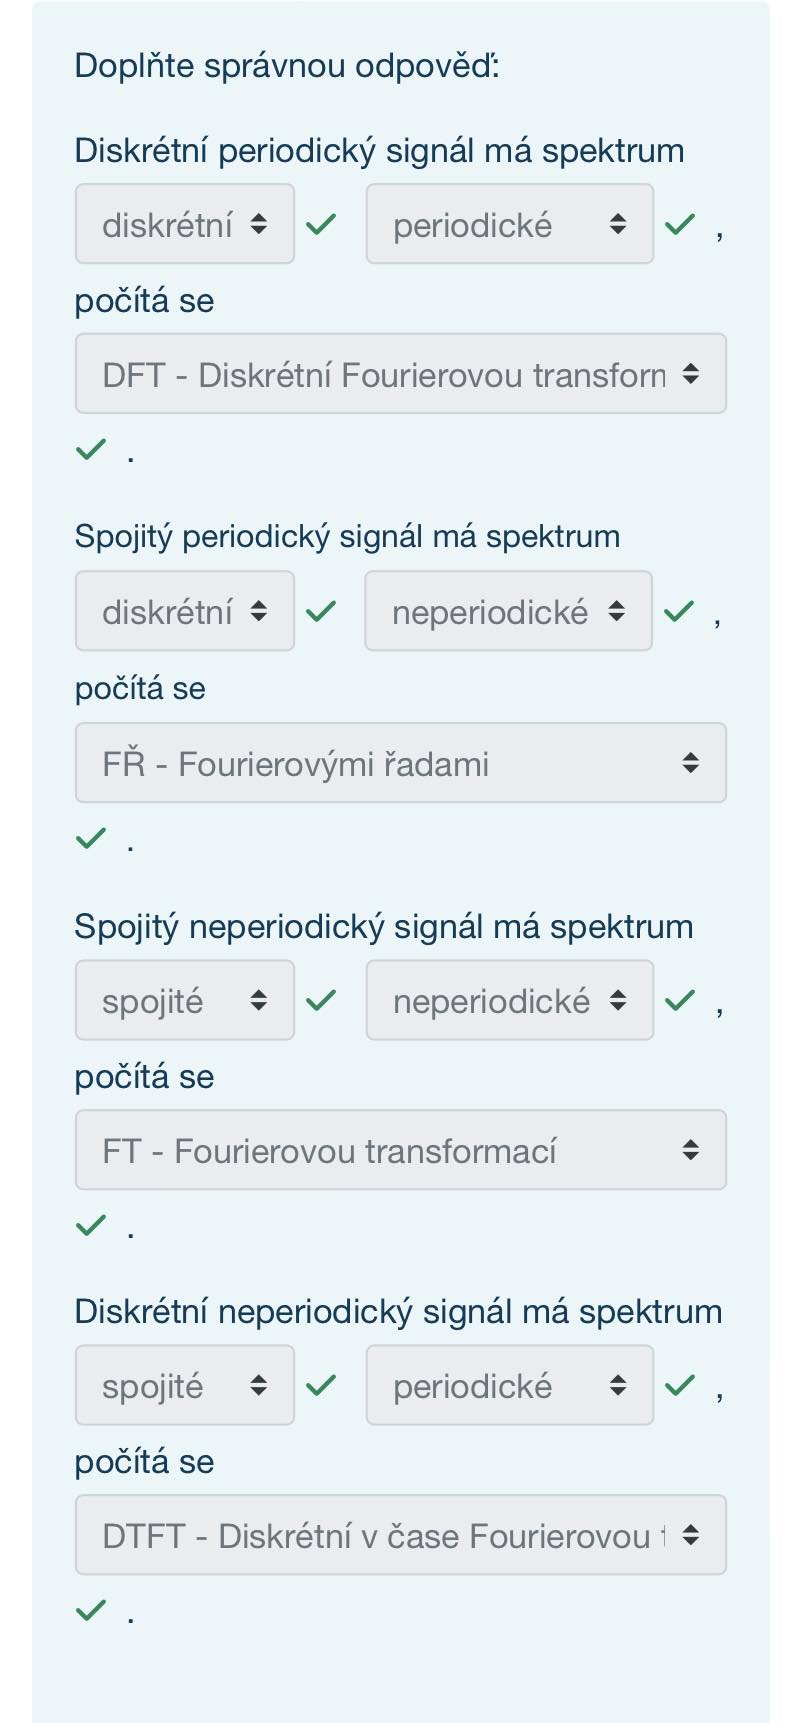 Doplňte správnou odpověď:
Diskrétní periodický signál má spektrum
diskrétní periodické ,
počítá se
DFT - Diskrétní Fourierovou transform
.
Spojitý periodický signál má spektrum
diskrétní neperiodické ,
počítá se
FŘ - Fourierovými řadami
.
Spojitý neperiodický signál má spektrum
spojité neperiodické ,
počítá se
FT - Fourierovou transformací
.
Diskrétní neperiodický signál má spektrum
spojité periodické ,
počítá se
DTFT - Diskrétní v čase Fourierovou t
.